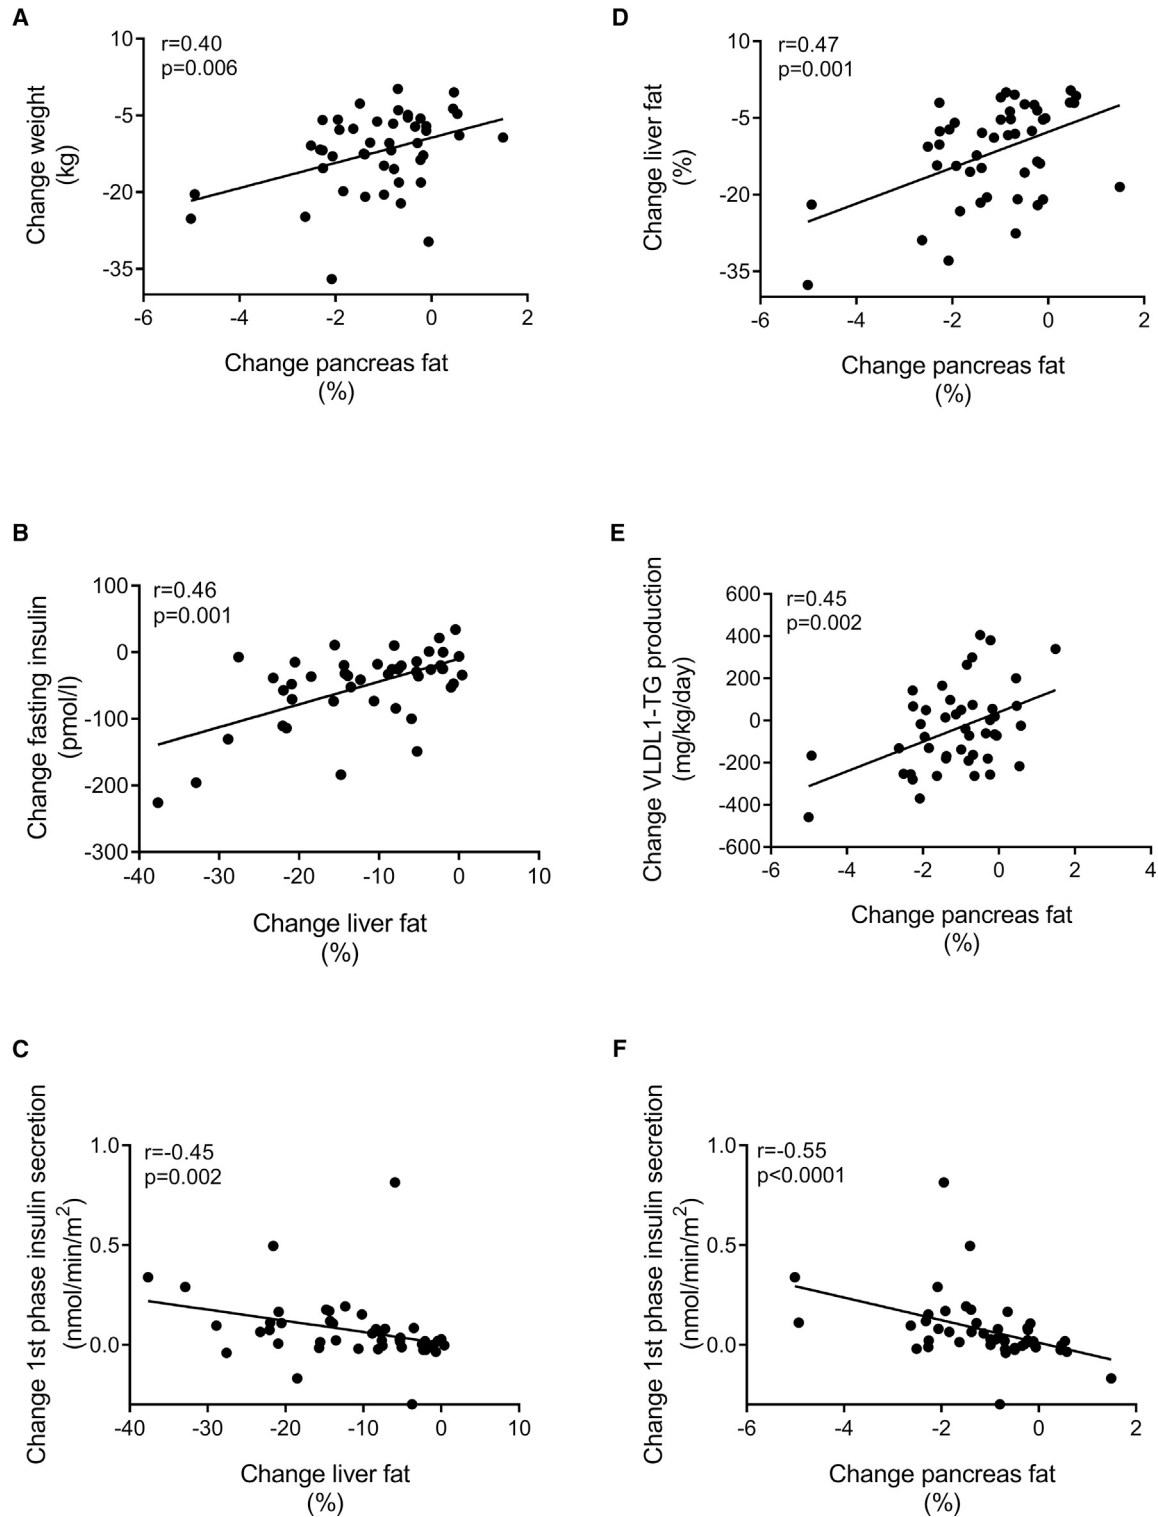 A
r=0.40
p=0.006
10
-5
-20
-35
-6 -4 -2 0 2
Change weight
(kg)
Change pancreas fat
(%)
D
r=0.47
p=0.001
10
-5
-20
-35
-6 -4 -2 0 2
Change liver fat
(%)
Change pancreas fat
(%)
B
r=0.46
p=0.001
100
0
-100
-200
-300
-40 -30 -20 -10 0 10
Change fasting insulin
(pmol/l)
Change liver fat
(%)
E
r=0.45
p=0.002
600
400
200
0
-200
-400
-600
-6 -4 -2 0 2 4
Change VLDL1-TG production
(mg/kg/day)
Change pancreas fat
(%)
C
r=-0.45
p=0.002
1.0
0.5
0.0
-40 -30 -20 -10 0 10
Change 1st phase insulin secretion
(nmol/min/m²)
Change liver fat
(%)
F
r=-0.55
p<0.0001
1.0
0.5
0.0
-6 -4 -2 0 2
Change 1st phase insulin secretion
(nmol/min/m²)
Change pancreas fat
(%)